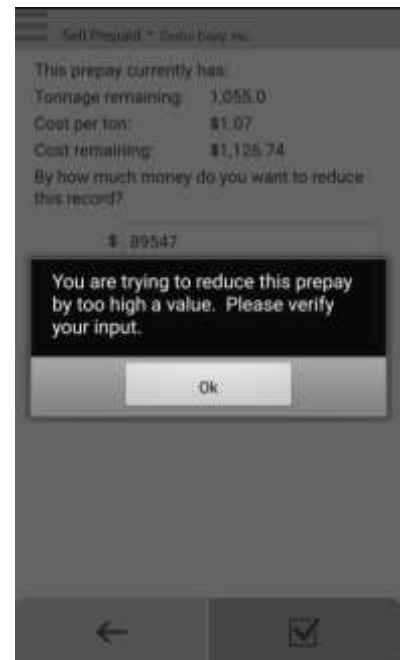 Sell Prepaid - Demo
This prepay currently has:
Tonnage remaining: 1,055.0
Cost per ton: $1.07
Cost remaining: $1,126.74
By how much money do you want to reduce
this record?
$ 89547
You are trying to reduce this prepay
by too high a value. Please verify
your input.
Ok